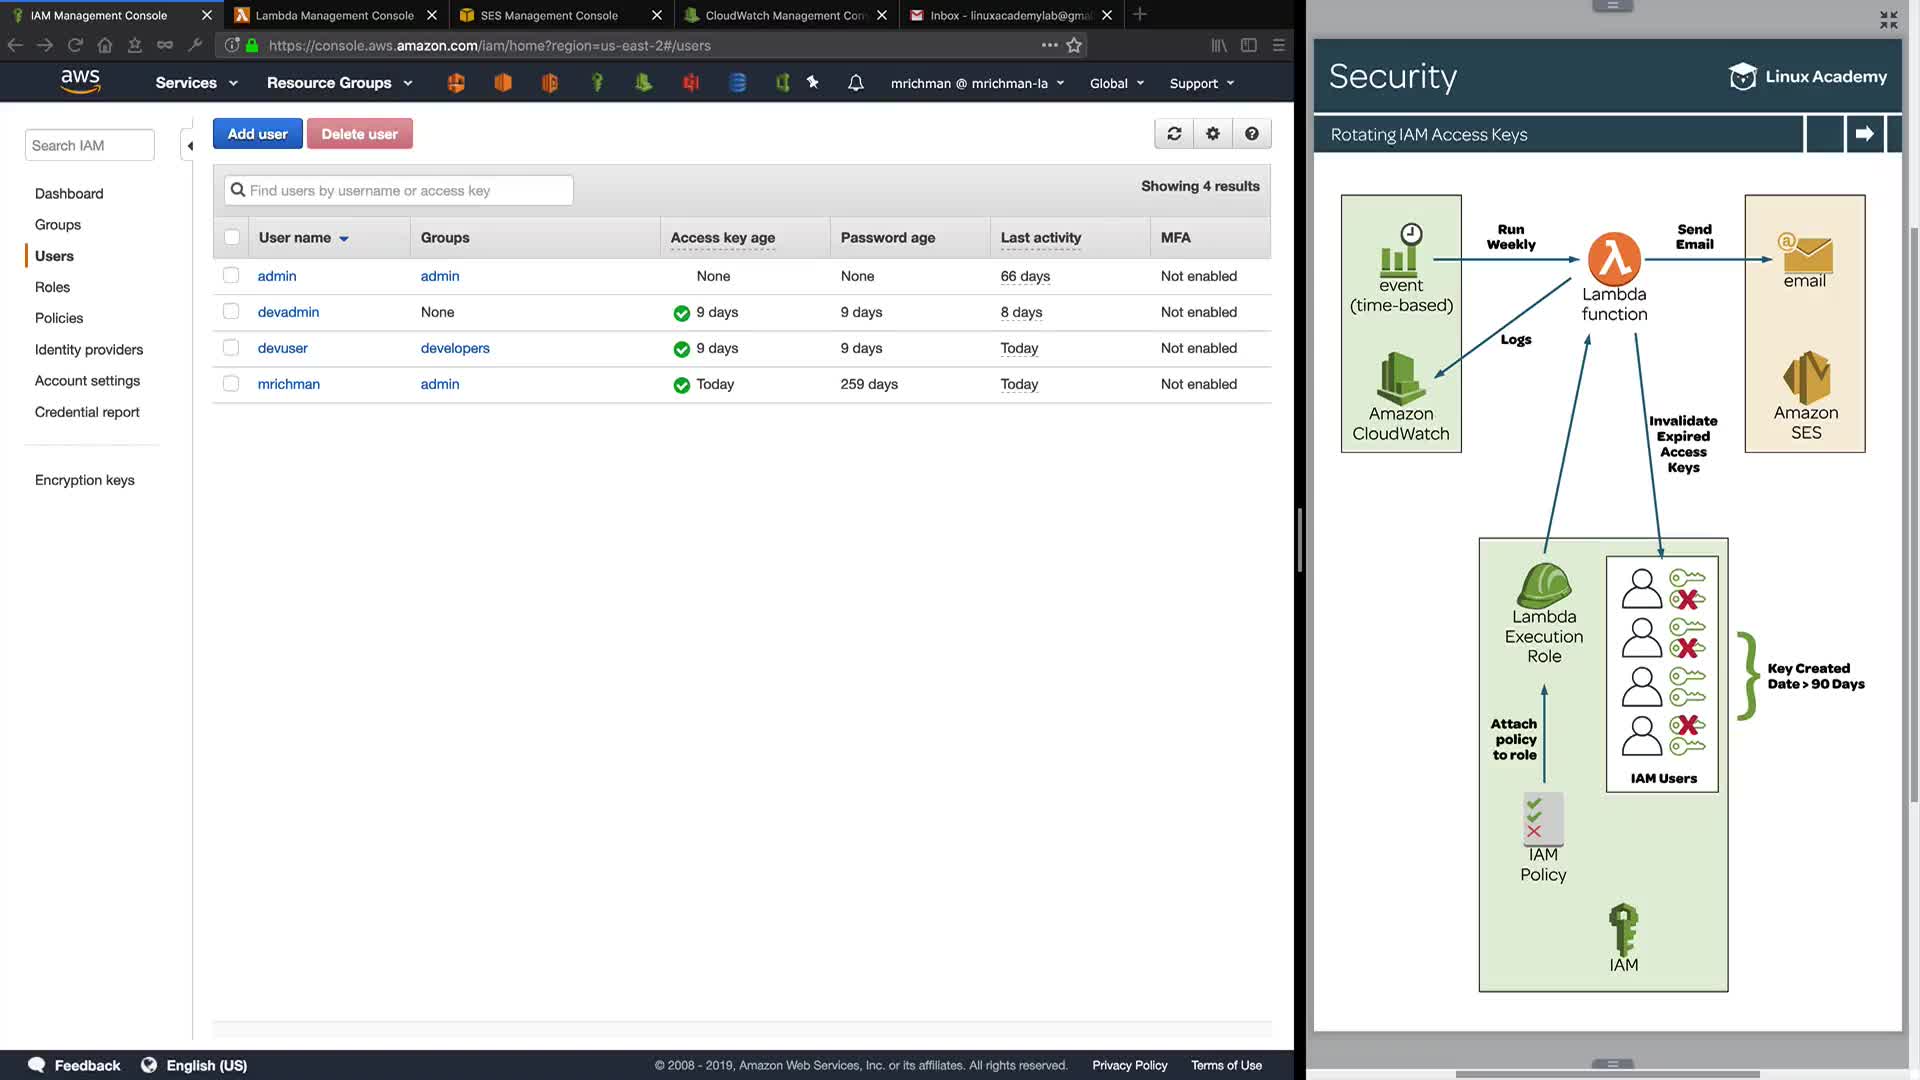 IAM Management Console
Lambda Management Console
SES Management Console
CloudWatch Management Con
Inbox - linuxacademylab@gmai
https://console.aws.amazon.com/iam/home?region=us-east-2#/users
aws
Services
Resource Groups
mrichman @ mrichman-la
Global
Support
Search IAM
Dashboard
Groups
Users
Roles
Policies
Identity providers
Account settings
Credential report
Encryption keys
Add user
Delete user
Find users by username or access key
Showing 4 results
User name Groups Access key age Password age Last activity MFA
admin admin None None 66 days Not enabled
devadmin None 9 days 9 days 8 days Not enabled
devuser developers 9 days 9 days Today Not enabled
mrichman admin Today 259 days Today Not enabled
Feedback
English (US)
© 2008 - 2019, Amazon Web Services, Inc. or its affiliates. All rights reserved.
Privacy Policy
Terms of Use
Security
Linux Academy
Rotating IAM Access Keys
event
(time-based)
Run
Weekly
Lambda
function
Send
Email
email
Logs
Amazon
CloudWatch
Amazon
SES
Invalidate
Expired
Access
Keys
Lambda
Execution
Role
Attach
policy
to role
IAM
Policy
IAM Users
Key Created
Date > 90 Days
IAM